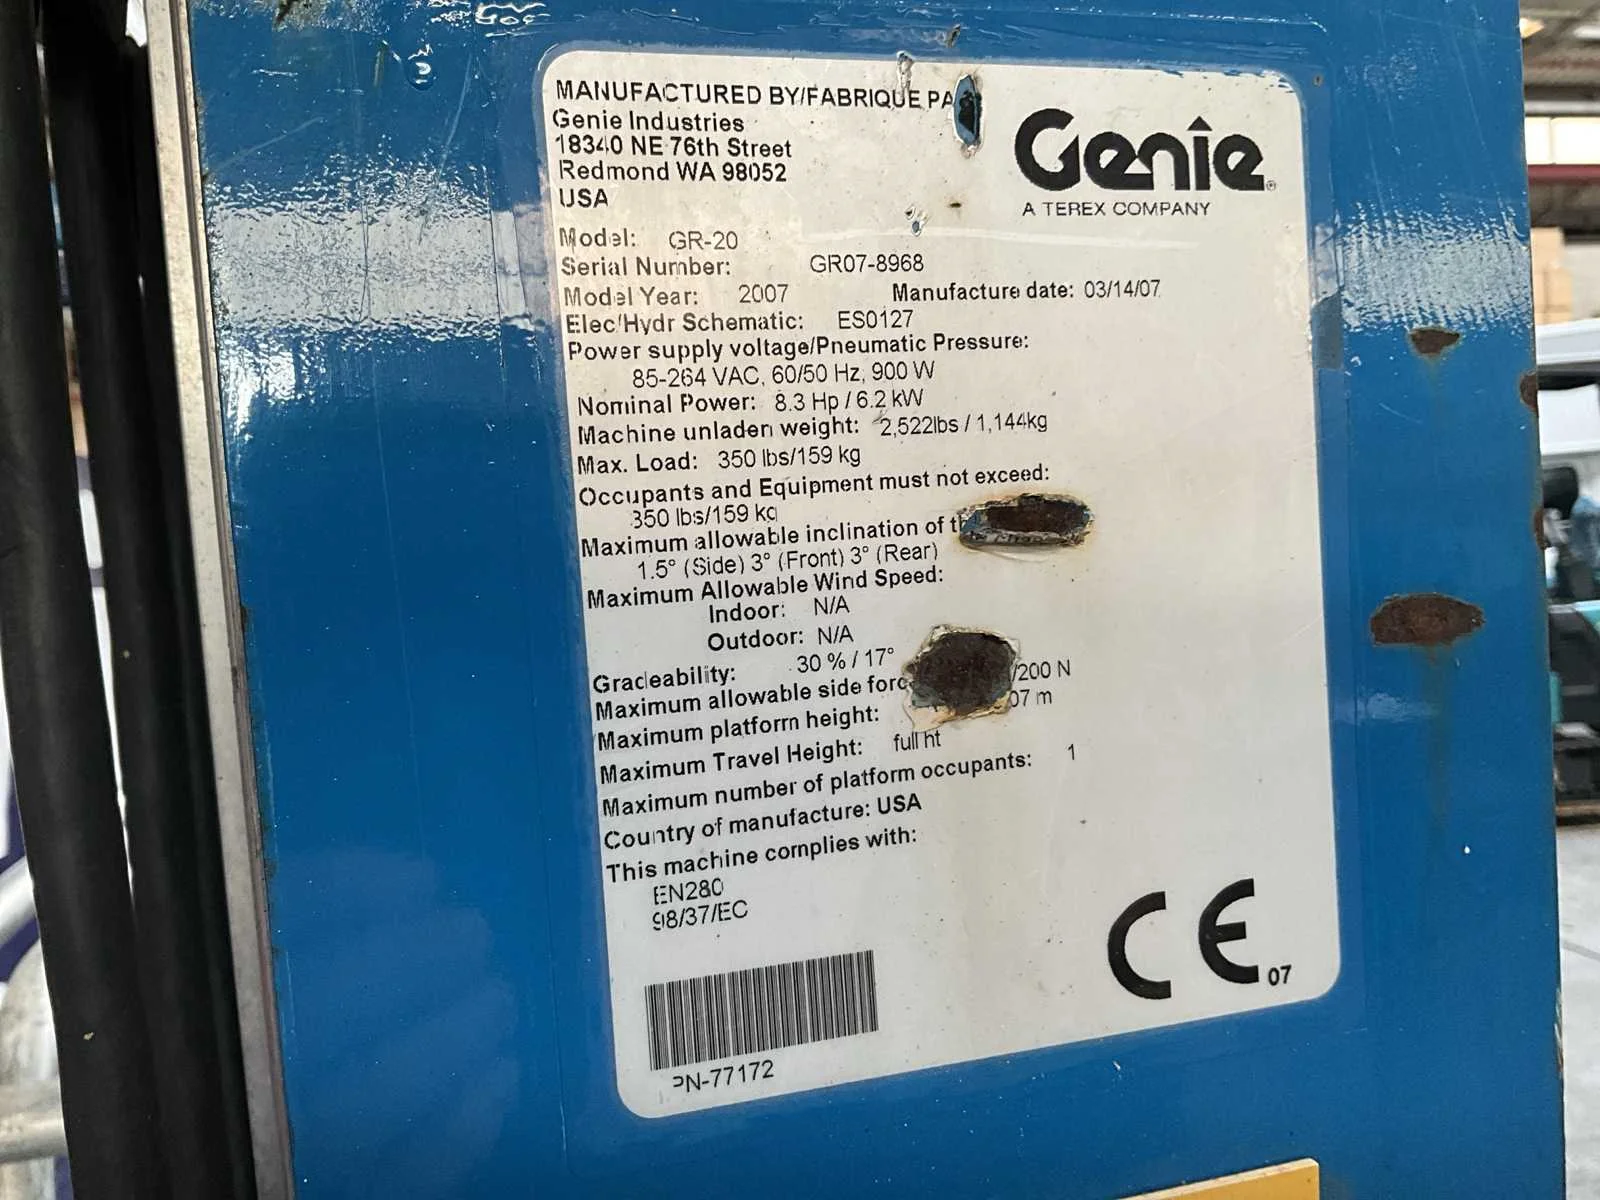 MANUFACTURED BY/FABRIQUE PA
Genie Industries
18340 NE 76th Street
Redmond WA 98052
USA
Genie
A TEREX COMPANY
Model: GR-20
Serial Number: GR07-8968
Model Year: 2007 Manufacture date: 03/14/07
Elec/Hydr Schematic: ES0127
Power supply voltage/Pneumatic Pressure:
85-264 VAC, 60/50 Hz, 900 W
Nominal Power: 8.3 Hp / 6.2 kW
Machine unladen weight: 2,522lbs / 1,144kg
Max. Load: 350 lbs/159 kg
Occupants and Equipment must not exceed:
350 lbs/159 kg
Maximum allowable inclination of
1.5° (Side) 3° (Front) 3° (Rear)
Maximum Allowable Wind Speed:
Indoor: N/A
Outdoor: N/A
Gradeability: 30 % / 17°
Maximum allowable side forc /200 N
Maximum platform height: 07 m
Maximum Travel Height: full ht
Maximum number of platform occupants: 1
Country of manufacture: USA
This machine complies with:
EN280
98/37/EC
CE 07
PN-77172